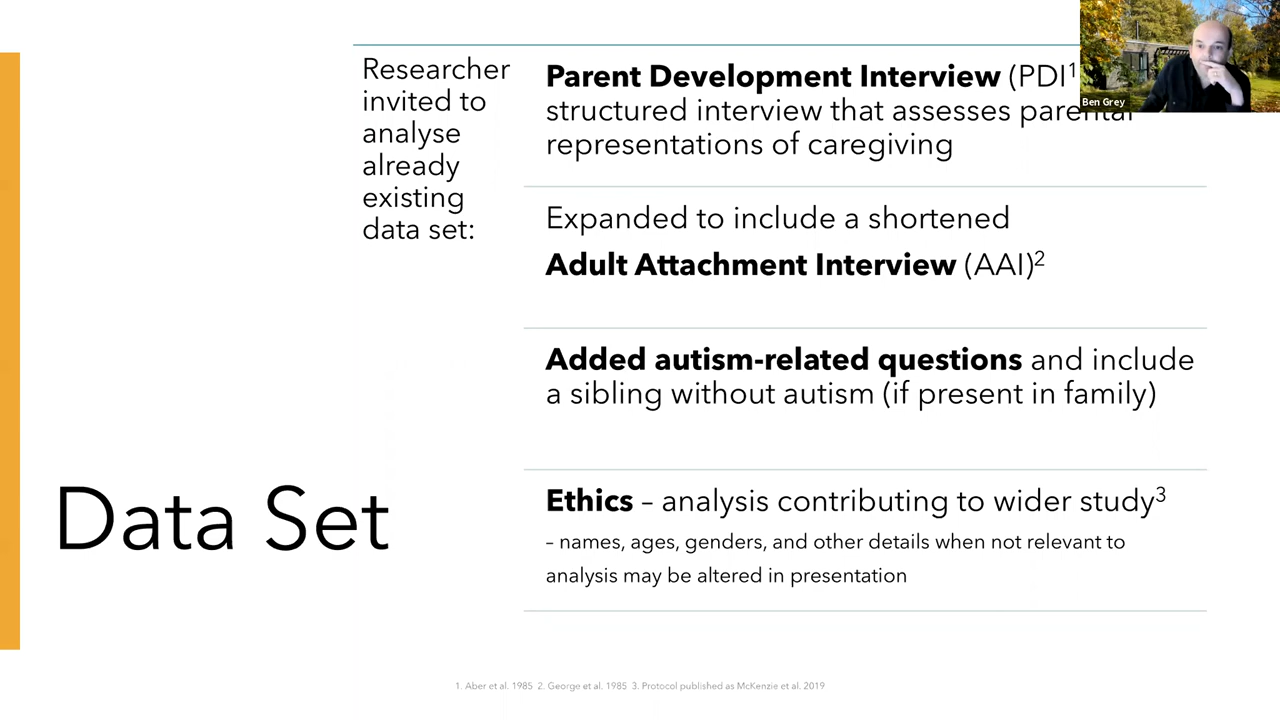 Researcher
invited to
analyse
already
existing
data set:
Parent Development Interview (PDI¹
structured interview that assesses parental
representations of caregiving
Expanded to include a shortened
Adult Attachment Interview (AAI)²
Added autism-related questions and include
a sibling without autism (if present in family)
Ethics – analysis contributing to wider study³
– names, ages, genders, and other details when not relevant to
analysis may be altered in presentation
Data Set
1. Aber et al. 1985 2. George et al. 1985 3. Protocol published as McKenzie et al. 2019
Ben Grey